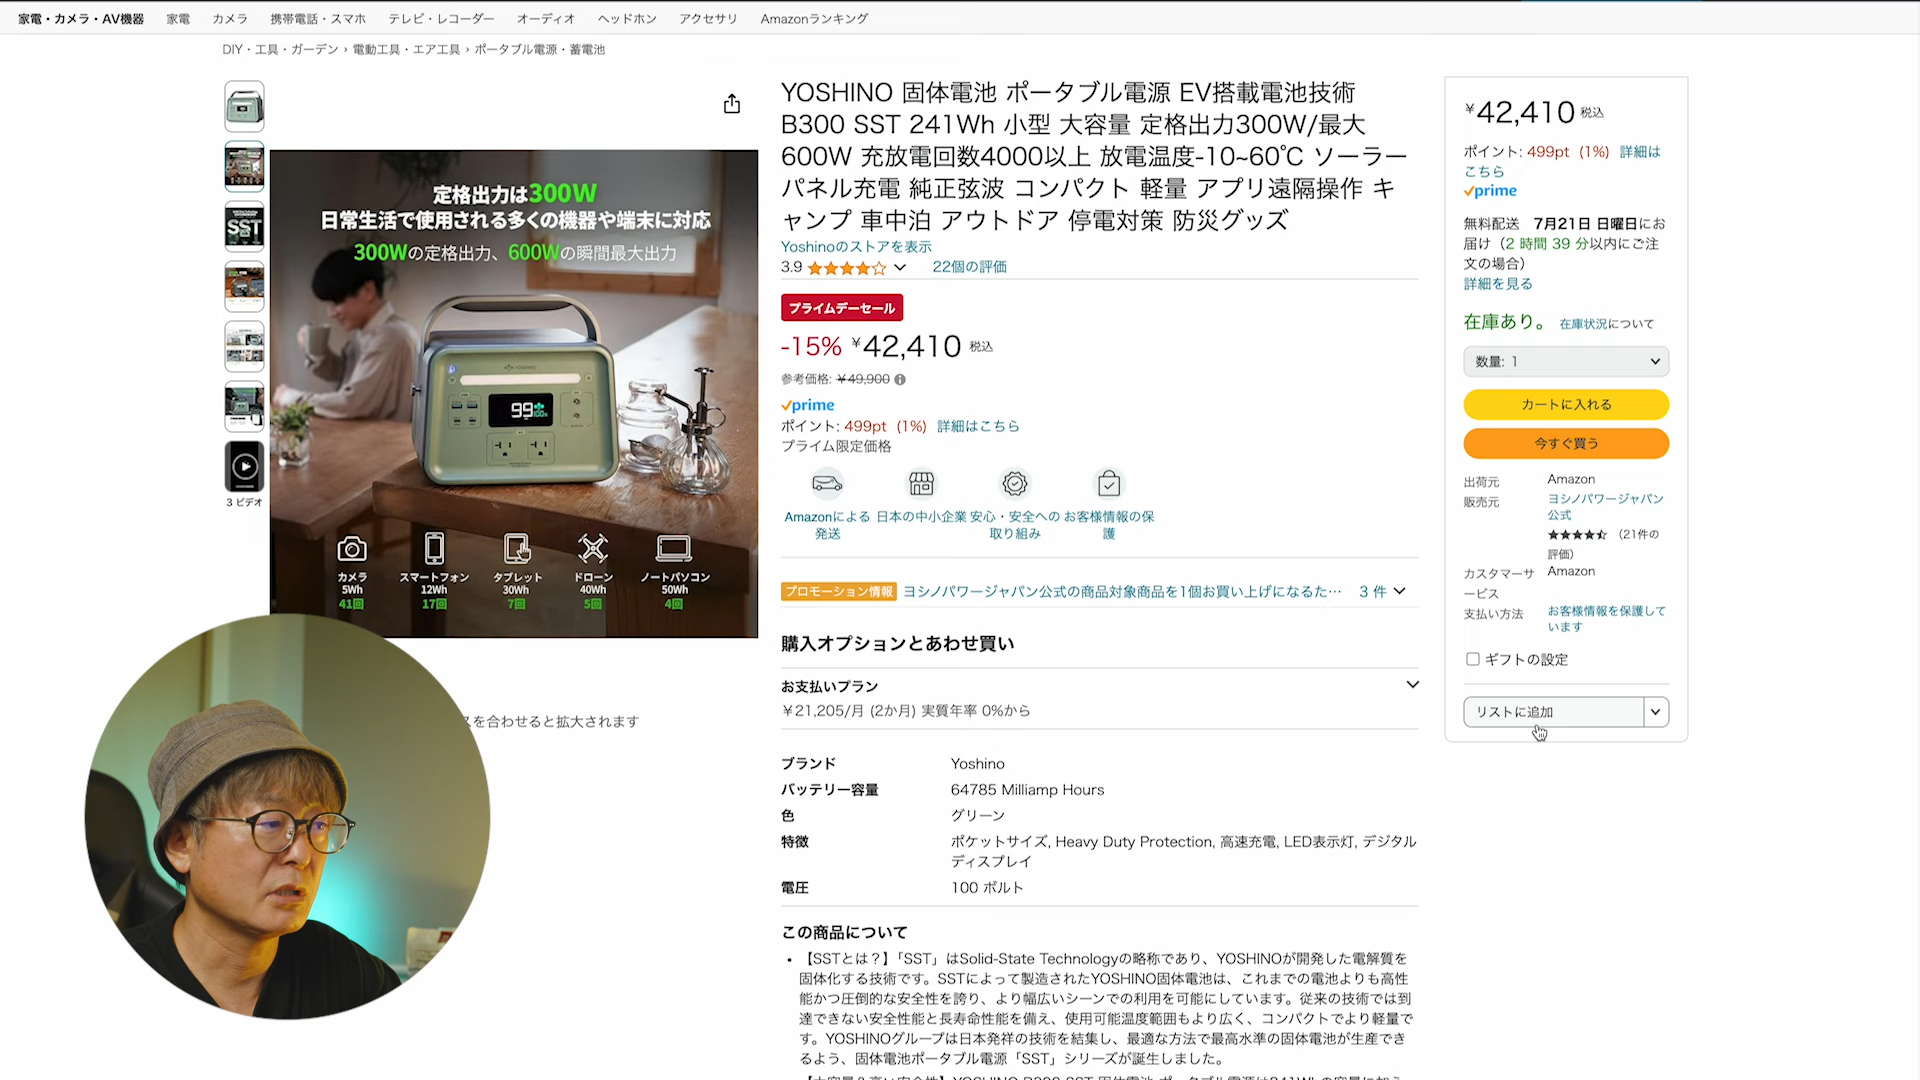 家電・カメラ・AV機器 家電 カメラ 携帯電話・スマホ テレビ・レコーダー オーディオ ヘッドホン アクセサリ Amazonランキング
DIY・工具・ガーデン › 電動工具・エア工具 › ポータブル電源・蓄電池
SST
3 ビデオ
定格出力は300W
日常生活で使用される多くの機器や端末に対応
300Wの定格出力、600Wの瞬間最大出力
YOSHINO
99
カメラ スマートフォン タブレット ドローン ノートパソコン
5Wh 12Wh 30Wh 40Wh 50Wh
41回 17回 7回 5回 4回
スを合わせると拡大されます
YOSHINO 固体電池 ポータブル電源 EV搭載電池技術
B300 SST 241Wh 小型 大容量 定格出力300W/最大
600W 充放電回数4000以上 放電温度-10~60℃ ソーラー
パネル充電 純正弦波 コンパクト 軽量 アプリ遠隔操作 キ
ャンプ 車中泊 アウトドア 停電対策 防災グッズ
Yoshinoのストアを表示
3.9 22個の評価
プライムデーセール
-15% ￥42,410 税込
参考価格: ￥49,900
prime
ポイント: 499pt (1%) 詳細はこちら
プライム限定価格
Amazonによる 日本の中小企業 安心・安全への お客様情報の保
発送 取り組み 護
プロモーション情報 ヨシノパワージャパン公式の商品対象商品を1個お買い上げになるた… 3 件
購入オプションとあわせ買い
お支払いプラン
￥21,205/月 (2か月) 実質年率 0%から
ブランド Yoshino
バッテリー容量 64785 Milliamp Hours
色 グリーン
特徴 ポケットサイズ, Heavy Duty Protection, 高速充電, LED表示灯, デジタル
ディスプレイ
電圧 100 ボルト
この商品について
• 【SSTとは？】「SST」はSolid-State Technologyの略称であり、YOSHINOが開発した電解質を
固体化する技術です。SSTによって製造されたYOSHINO固体電池は、これまでの電池よりも高性
能かつ圧倒的な安全性を誇り、より幅広いシーンでの利用を可能にしています。従来の技術では到
達できない安全性能と長寿命性能を備え、使用可能温度範囲もより広く、コンパクトでより軽量で
す。YOSHINOグループは日本発祥の技術を結集し、最適な方法で最高水準の固体電池が生産でき
るよう、固体電池ポータブル電源「SST」シリーズが誕生しました。
￥42,410 税込
ポイント: 499pt (1%) 詳細は
こちら
prime
無料配送 7月21日 日曜日にお
届け（2 時間 39 分以内にご注
文の場合）
詳細を見る
在庫あり。 在庫状況について
数量: 1
カートに入れる
今すぐ買う
出荷元 Amazon
販売元 ヨシノパワージャパン
公式
（21件の
評価）
カスタマーサ Amazon
ービス
支払い方法 お客様情報を保護して
います
ギフトの設定
リストに追加